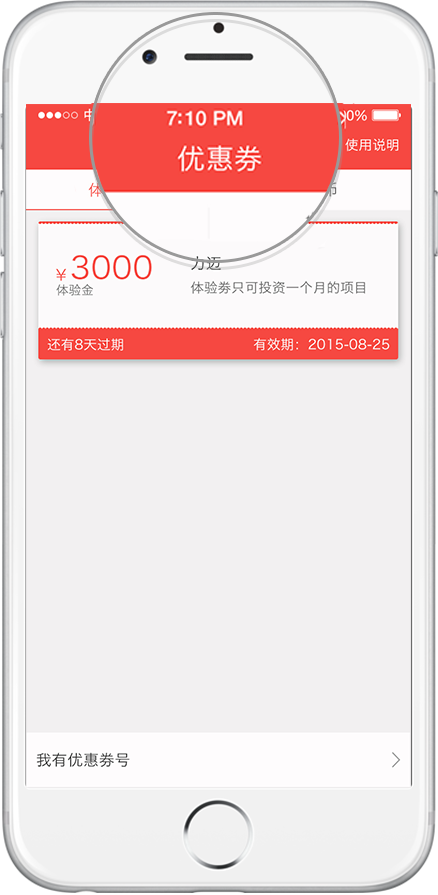 中
7:10 PM
0%
优惠券
使用说明
体
币
¥3000
体验金
力迈
体验券只可投资一个月的项目
还有8天过期
有效期：2015-08-25
我有优惠券号